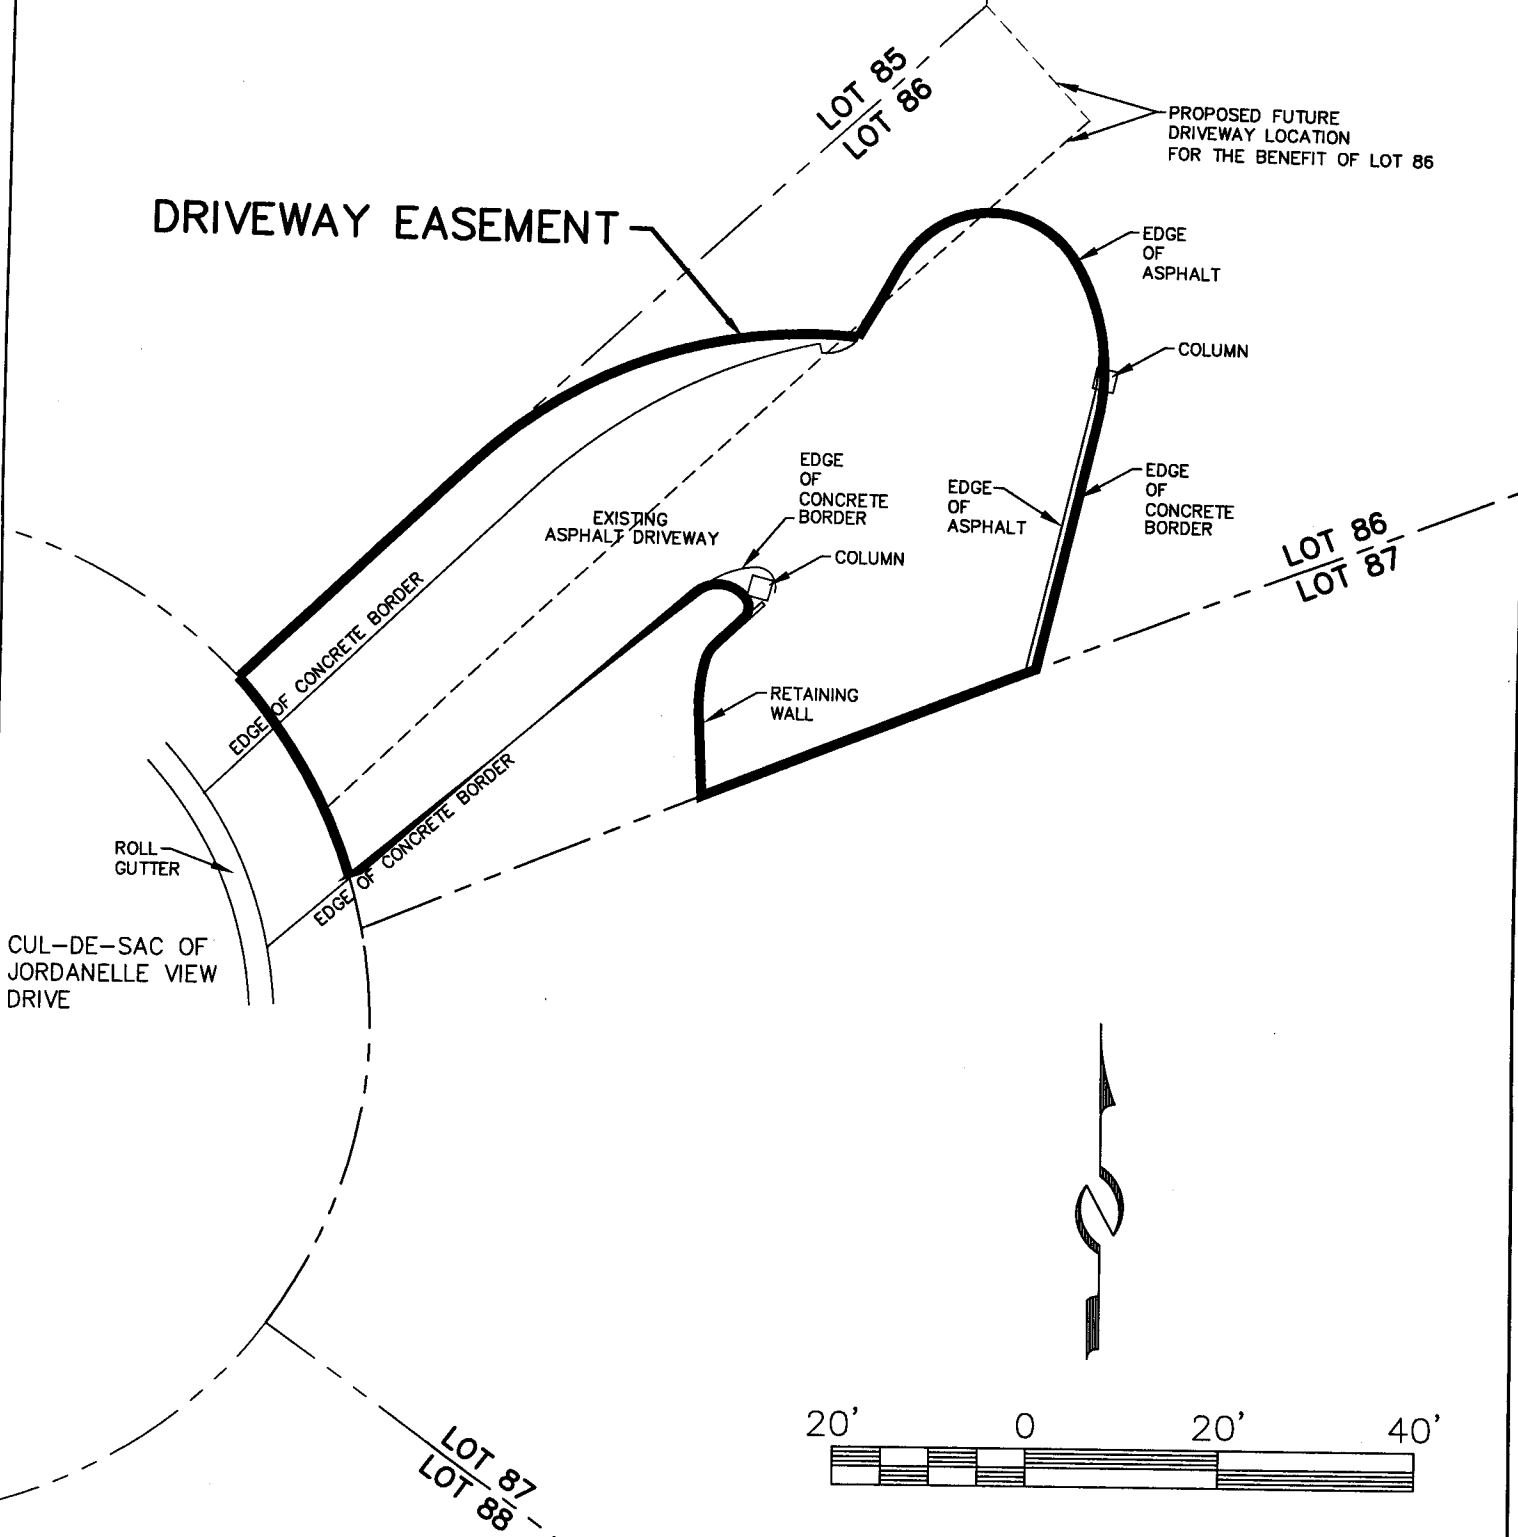 LOT 85
LOT 86
PROPOSED FUTURE
DRIVEWAY LOCATION
FOR THE BENEFIT OF LOT 86
DRIVEWAY EASEMENT
EDGE
OF
ASPHALT
COLUMN
EDGE
OF
CONCRETE
BORDER
EDGE
OF
ASPHALT
EDGE
OF
CONCRETE
BORDER
EXISTING
ASPHALT DRIVEWAY
COLUMN
LOT 86
LOT 87
EDGE OF CONCRETE BORDER
RETAINING
WALL
EDGE OF CONCRETE BORDER
ROLL
GUTTER
CUL-DE-SAC OF
JORDANELLE VIEW
DRIVE
20' 0 20' 40'
LOT 87
LOT 88